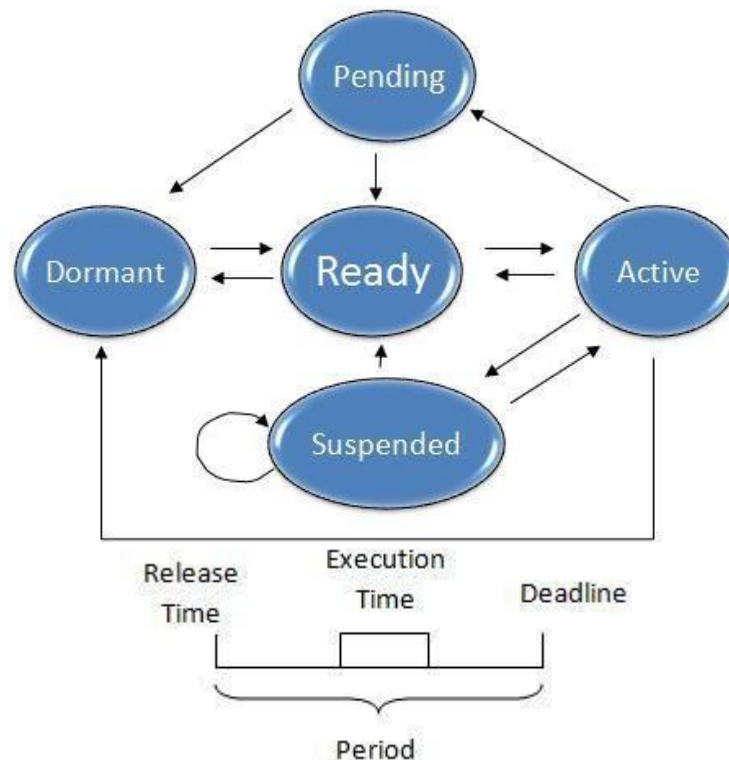 Pending
Dormant
Ready
Active
Suspended
Release
Time
Execution
Time
Deadline
Period